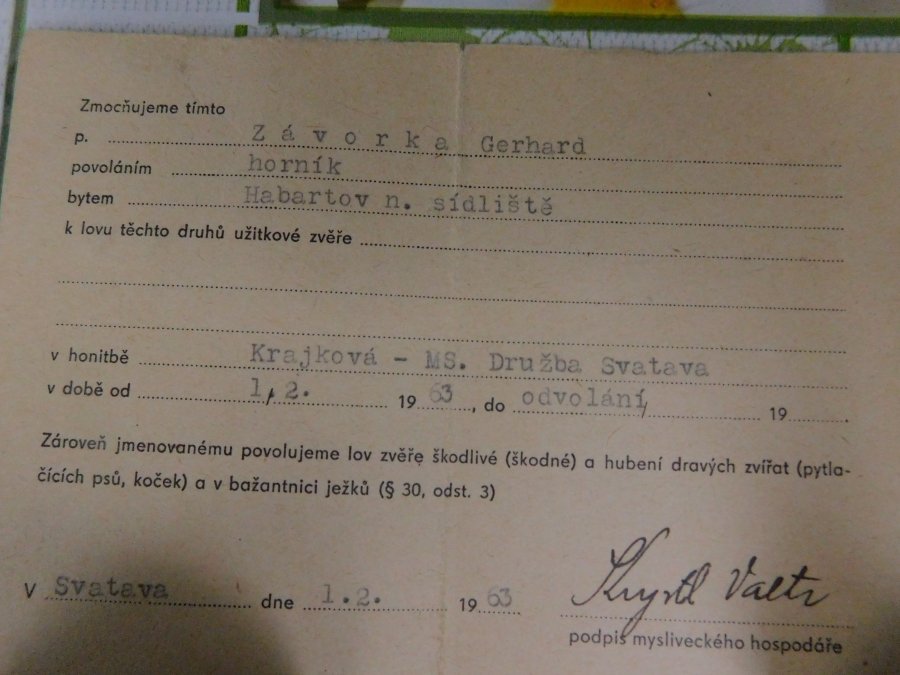 Zmocňujeme tímto
p. Závorka Gerhard
povoláním horník
bytem Habartov n. sídliště
k lovu těchto druhů užitkové zvěře
v honitbě Krajková - MS. Družba Svatava
v době od 1,2. 1963, do odvolání, 19
Zároveň jmenovanému povolujeme lov zvěře škodlivé (škodné) a hubení dravých zvířat (pytla-
čících psů, koček) a v bažantnici ježků (§ 30, odst. 3)
V Svatava dne 1.2. 1963
podpis mysliveckého hospodáře